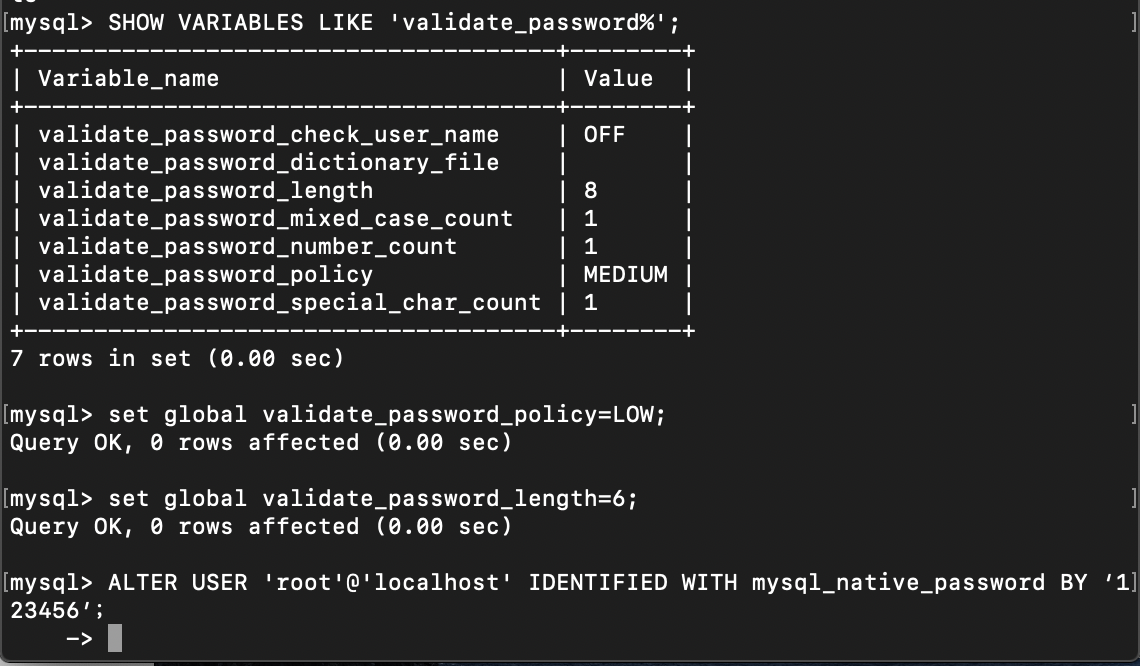 [mysql> SHOW VARIABLES LIKE 'validate_password%'; ]
+--------------------------------------+--------+
| Variable_name                        | Value  |
+--------------------------------------+--------+
| validate_password_check_user_name    | OFF    |
| validate_password_dictionary_file    |        |
| validate_password_length             | 8      |
| validate_password_mixed_case_count   | 1      |
| validate_password_number_count       | 1      |
| validate_password_policy             | MEDIUM |
| validate_password_special_char_count | 1      |
+--------------------------------------+--------+
7 rows in set (0.00 sec)
[mysql> set global validate_password_policy=LOW; ]
Query OK, 0 rows affected (0.00 sec)
[mysql> set global validate_password_length=6; ]
Query OK, 0 rows affected (0.00 sec)
[mysql> ALTER USER 'root'@'localhost' IDENTIFIED WITH mysql_native_password BY ‘1]
23456’;
    ->